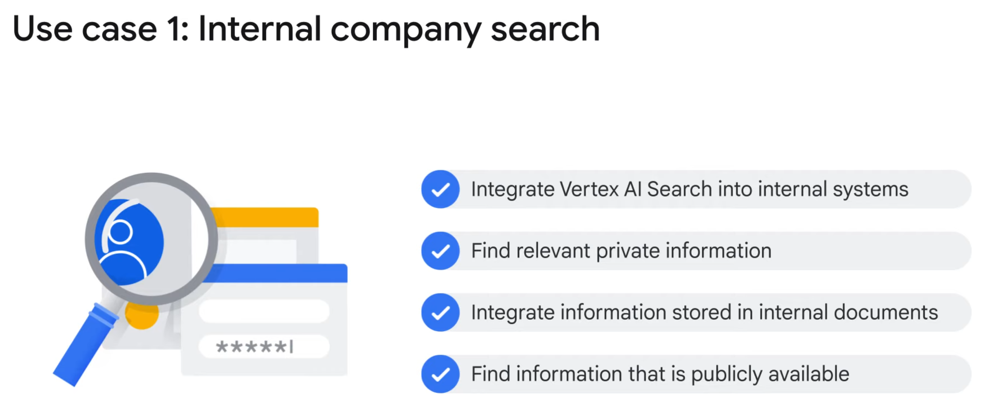 Use case 1: Internal company search
Integrate Vertex AI Search into internal systems
Find relevant private information
Integrate information stored in internal documents
Find information that is publicly available
*****|